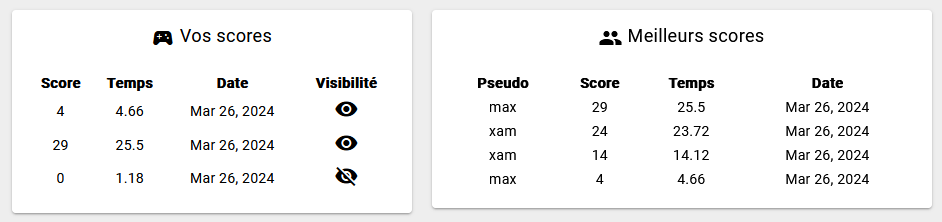 Vos scores
Score Temps Date Visibilité
4 4.66 Mar 26, 2024
29 25.5 Mar 26, 2024
0 1.18 Mar 26, 2024
Meilleurs scores
Pseudo Score Temps Date
max 29 25.5 Mar 26, 2024
xam 24 23.72 Mar 26, 2024
xam 14 14.12 Mar 26, 2024
max 4 4.66 Mar 26, 2024